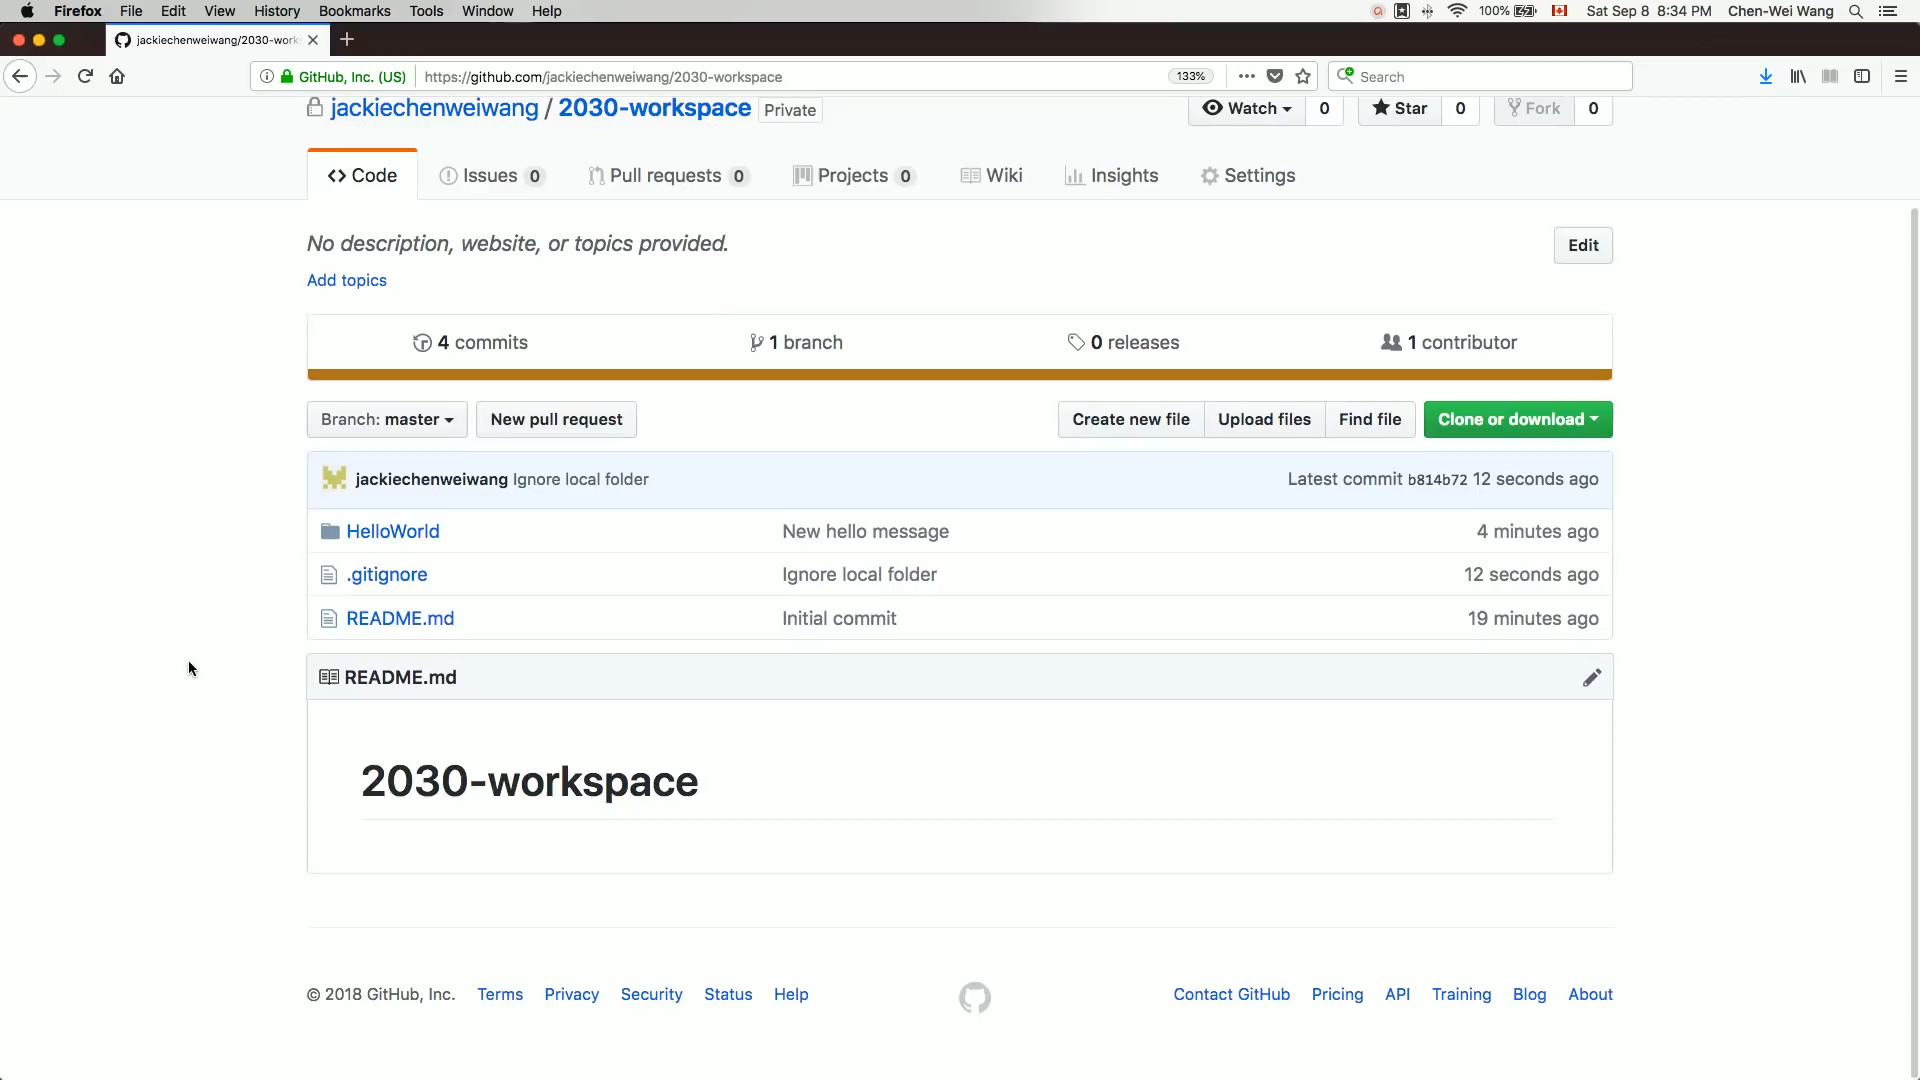 Firefox File Edit View History Bookmarks Tools Window Help 100% Sat Sep 8 8:34 PM Chen-Wei Wang
jackiechenweiwang/2030-work
GitHub, Inc. (US) https://github.com/jackiechenweiwang/2030-workspace 133% Search
jackiechenweiwang / 2030-workspace Private Watch 0 Star 0 Fork 0
Code Issues 0 Pull requests 0 Projects 0 Wiki Insights Settings
No description, website, or topics provided. Edit
Add topics
4 commits 1 branch 0 releases 1 contributor
Branch: master New pull request Create new file Upload files Find file Clone or download
jackiechenweiwang Ignore local folder Latest commit b814b72 12 seconds ago
HelloWorld New hello message 4 minutes ago
.gitignore Ignore local folder 12 seconds ago
README.md Initial commit 19 minutes ago
README.md
2030-workspace
© 2018 GitHub, Inc. Terms Privacy Security Status Help Contact GitHub Pricing API Training Blog About